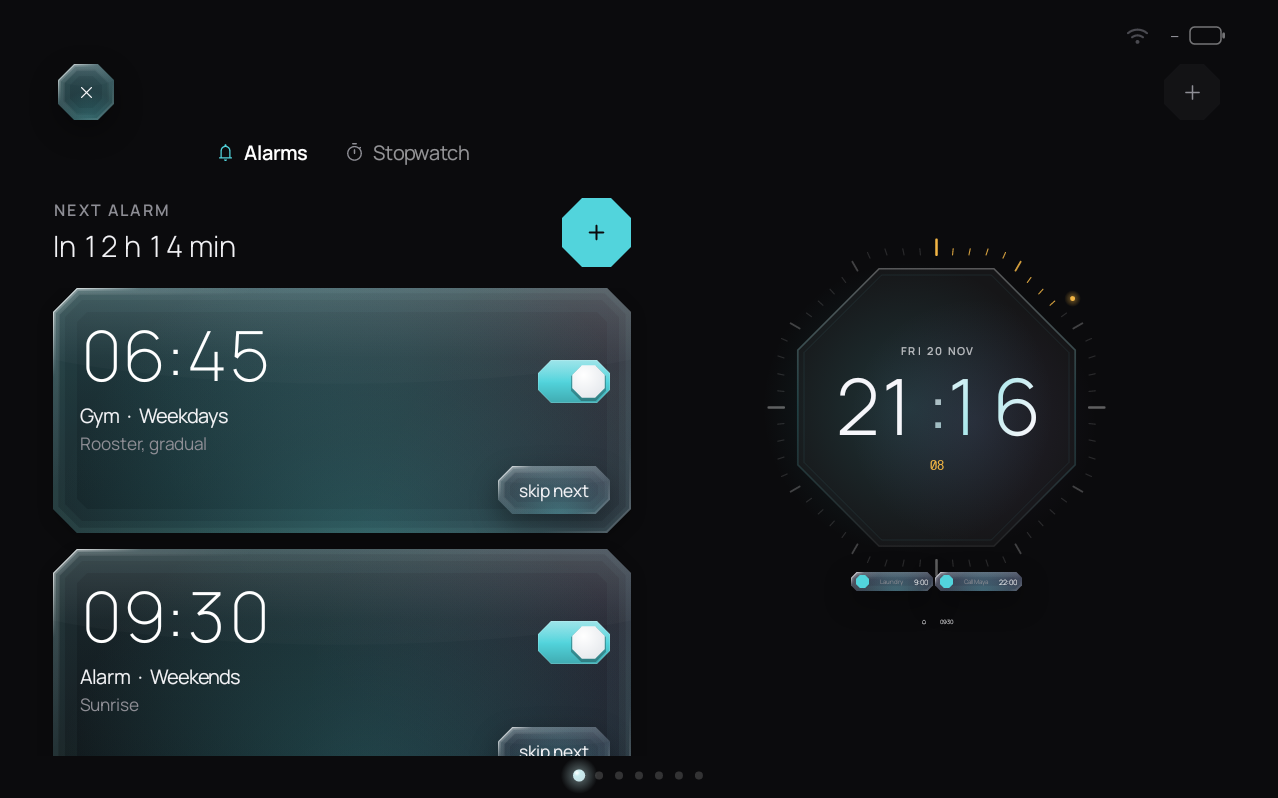 –
Alarms
Stopwatch
NEXT ALARM
In 12 h 14 min
06:45
Gym · Weekdays
Rooster, gradual
skip next
09:30
Alarm · Weekends
Sunrise
skip next
FRI 20 NOV
21:16
08
Laundry 9:00
Call Maya 22:00
09:30